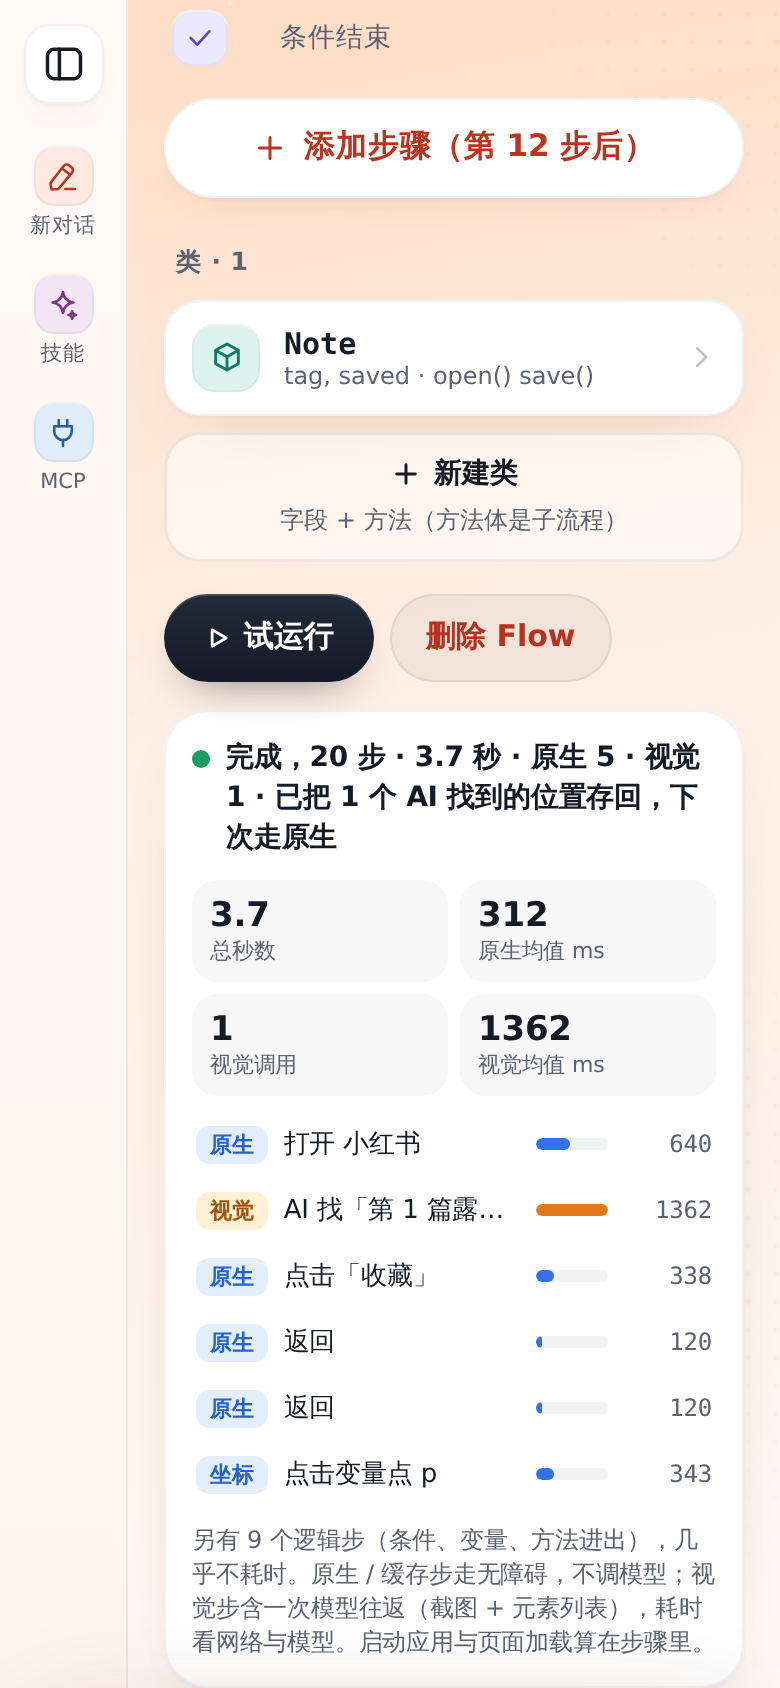 条件结束
添加步骤（第 12 步后）
新对话
技能
MCP
类 · 1
Note
tag, saved · open() save()
新建类
字段 + 方法（方法体是子流程）
试运行
删除 Flow
完成，20 步 · 3.7 秒 · 原生 5 · 视觉
1 · 已把 1 个 AI 找到的位置存回，下
次走原生
3.7
总秒数
312
原生均值 ms
1
视觉调用
1362
视觉均值 ms
原生 打开 小红书 640
视觉 AI 找「第 1 篇露… 1362
原生 点击「收藏」 338
原生 返回 120
原生 返回 120
坐标 点击变量点 p 343
另有 9 个逻辑步（条件、变量、方法进出），几
乎不耗时。原生 / 缓存步走无障碍，不调模型；视
觉步含一次模型往返（截图 + 元素列表），耗时
看网络与模型。启动应用与页面加载算在步骤里。